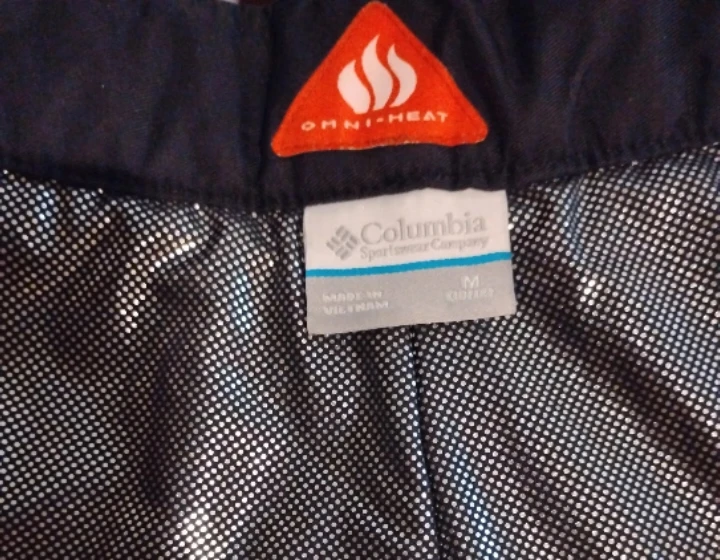 OMNI-HEAT
Columbia
Sportswear Company
M
MADE IN
VIETNAM